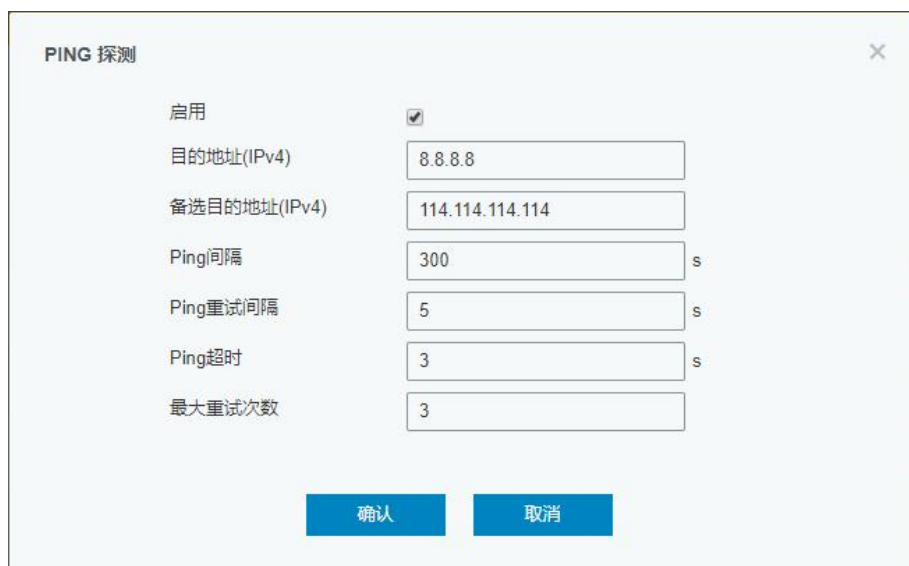 PING 探测
启用
目的地址(IPv4) 8.8.8.8
备选目的地址(IPv4) 114.114.114.114
Ping间隔 300 s
Ping重试间隔 5 s
Ping超时 3 s
最大重试次数 3
确认 取消